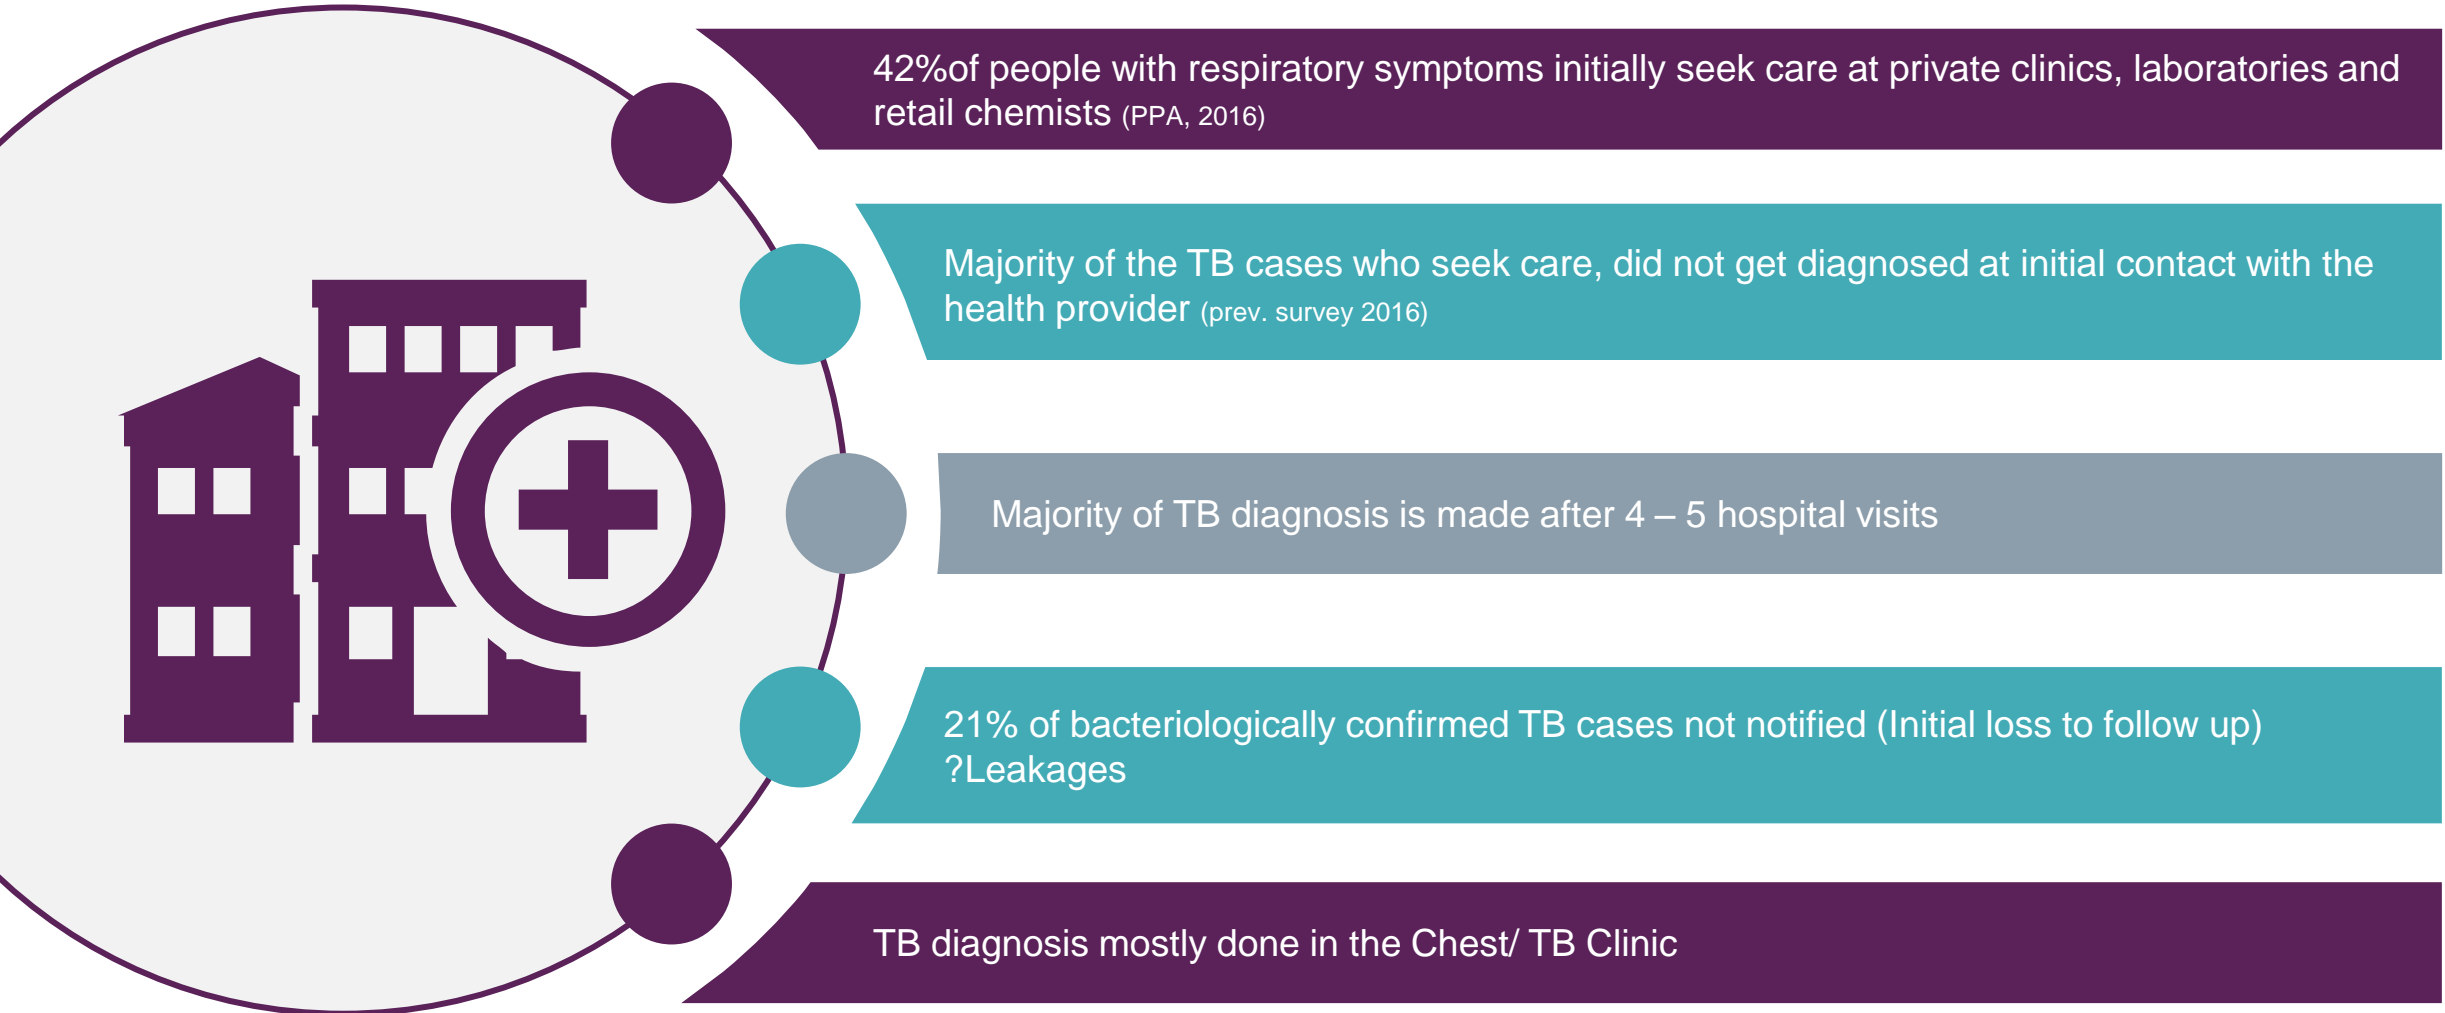 42%of people with respiratory symptoms initially seek care at private clinics, laboratories and
retail chemists (PPA, 2016)
Majority of the TB cases who seek care, did not get diagnosed at initial contact with the
health provider (prev. survey 2016)
Majority of TB diagnosis is made after 4 – 5 hospital visits
21% of bacteriologically confirmed TB cases not notified (Initial loss to follow up)
?Leakages
TB diagnosis mostly done in the Chest/ TB Clinic